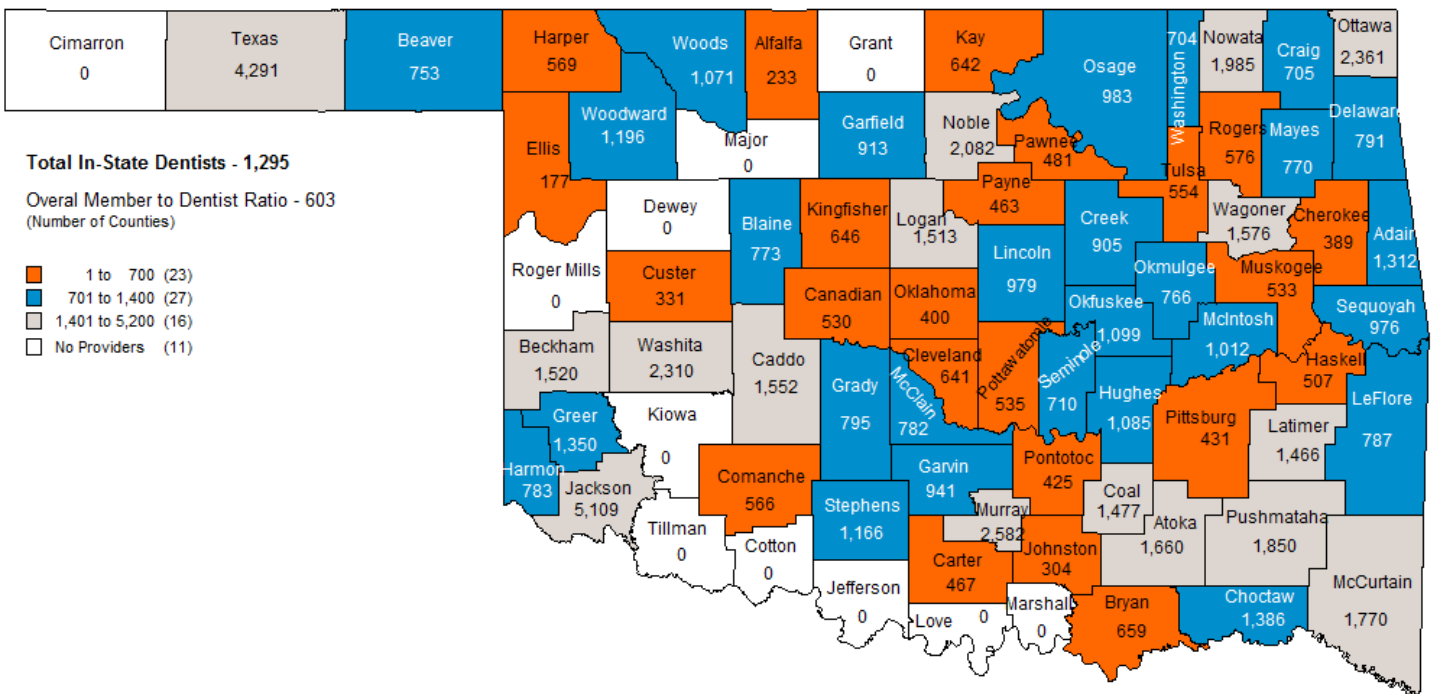 Cimarron
0
Texas
4,291
Beaver
753
Harper
569
Woods
1,071
Alfalfa
233
Grant
0
Kay
642
Osage
983
Washington
704
Nowata
1,985
Craig
705
Ottawa
2,361
Ellis
177
Woodward
1,196
Major
0
Garfield
913
Noble
2,082
Pawnee
481
Tulsa
554
Rogers
576
Mayes
770
Delaware
791
Total In-State Dentists - 1,295
Overal Member to Dentist Ratio - 603
(Number of Counties)
1 to 700 (23)
701 to 1,400 (27)
1,401 to 5,200 (16)
No Providers (11)
Dewey
0
Blaine
773
Kingfisher
646
Logan
1,513
Payne
463
Creek
905
Wagoner
1,576
Cherokee
389
Adair
1,312
Roger Mills
0
Custer
331
Canadian
530
Oklahoma
400
Lincoln
979
Okmulgee
766
Muskogee
533
Okfuskee
1,099
McIntosh
1,012
Sequoyah
976
Beckham
1,520
Washita
2,310
Caddo
1,552
Grady
795
McClain
782
Cleveland
641
Pottawatomie
535
Seminole
710
Hughes
1,085
Pittsburg
431
Haskell
507
Latimer
1,466
LeFlore
787
Greer
1,350
Kiowa
0
Harmon
783
Jackson
5,109
Comanche
566
Tillman
0
Cotton
0
Stephens
1,166
Garvin
941
Murray
2,582
Pontotoc
425
Coal
1,477
Atoka
1,660
Pushmataha
1,850
McCurtain
1,770
Jefferson
0
Carter
467
Johnston
304
Love
0
Marshall
0
Bryan
659
Choctaw
1,386